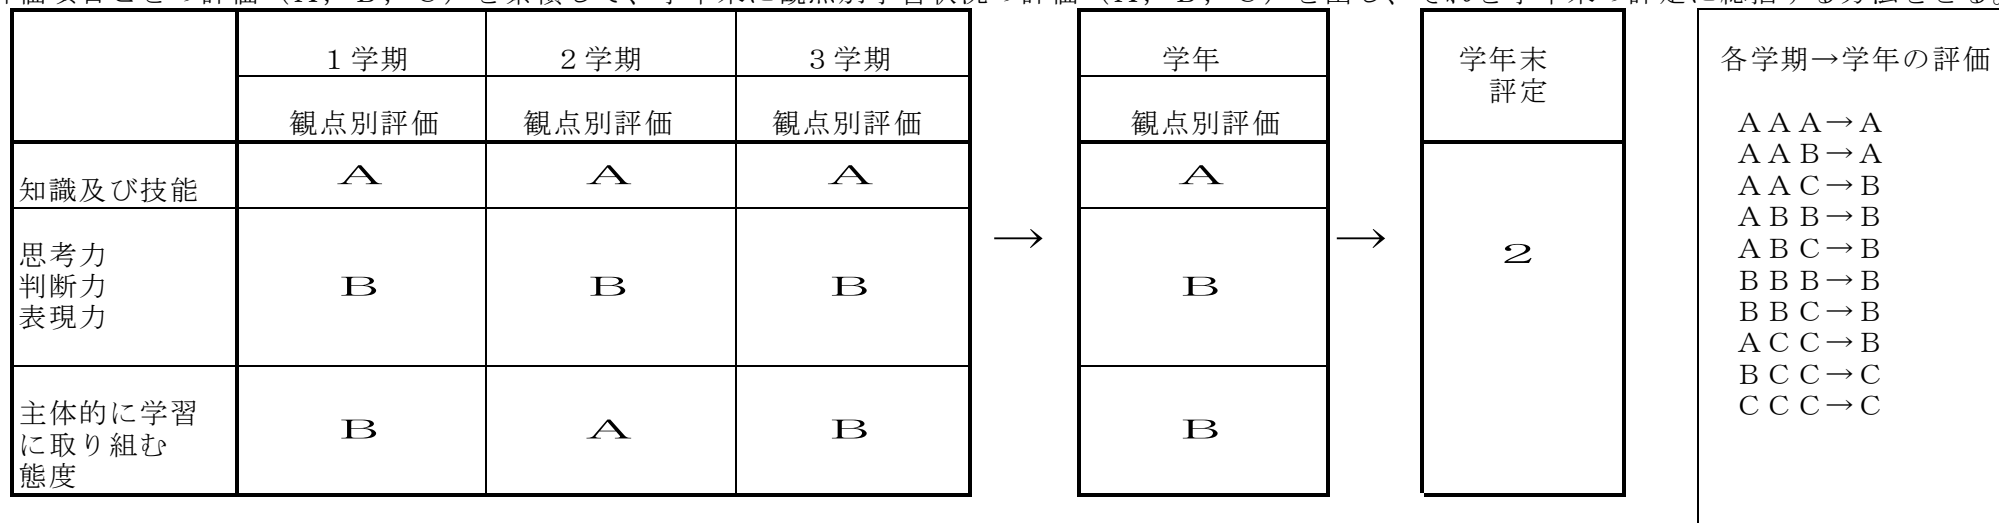 １学期 ２学期 ３学期 学年 学年末
評定 各学期→学年の評価
観点別評価 観点別評価 観点別評価 観点別評価
知識及び技能 A A A A
思考力
判断力
表現力 B B B → B → 2
主体的に学習
に取り組む
態度 B A B B
ＡＡＡ→Ａ
ＡＡＢ→Ａ
ＡＡＣ→Ｂ
ＡＢＢ→Ｂ
ＡＢＣ→Ｂ
ＢＢＢ→Ｂ
ＢＢＣ→Ｂ
ＡＣＣ→Ｂ
ＢＣＣ→Ｃ
ＣＣＣ→Ｃ